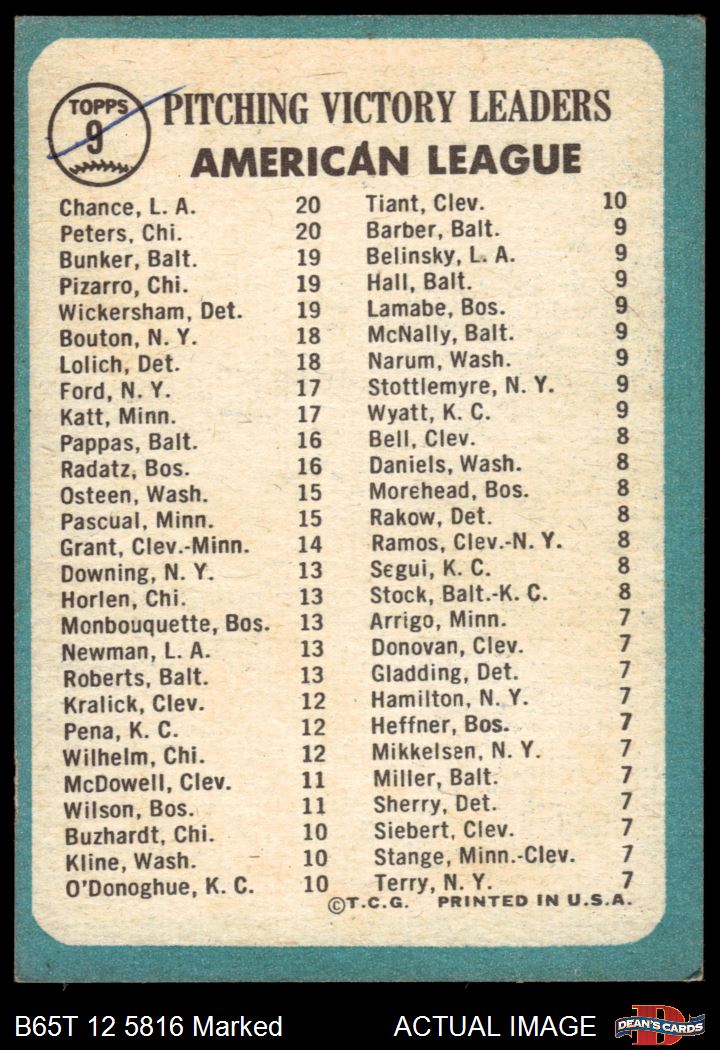 TOPPS
9
PITCHING VICTORY LEADERS
AMERICAN LEAGUE
Chance, L. A. 20
Peters, Chi. 20
Bunker, Balt. 19
Pizarro, Chi. 19
Wickersham, Det. 19
Bouton, N. Y. 18
Lolich, Det. 18
Ford, N. Y. 17
Katt, Minn. 17
Pappas, Balt. 16
Radatz, Bos. 16
Osteen, Wash. 15
Pascual, Minn. 15
Grant, Clev.-Minn. 14
Downing, N. Y. 13
Horlen, Chi. 13
Monbouquette, Bos. 13
Newman, L. A. 13
Roberts, Balt. 13
Kralick, Clev. 12
Pena, K. C. 12
Wilhelm, Chi. 12
McDowell, Clev. 11
Wilson, Bos. 11
Buzhardt, Chi. 10
Kline, Wash. 10
O'Donoghue, K. C. 10
Tiant, Clev. 10
Barber, Balt. 9
Belinsky, L. A. 9
Hall, Balt. 9
Lamabe, Bos. 9
McNally, Balt. 9
Narum, Wash. 9
Stottlemyre, N. Y. 9
Wyatt, K. C. 9
Bell, Clev. 8
Daniels, Wash. 8
Morehead, Bos. 8
Rakow, Det. 8
Ramos, Clev.-N. Y. 8
Segui, K. C. 8
Stock, Balt.-K. C. 8
Arrigo, Minn. 7
Donovan, Clev. 7
Gladding, Det. 7
Hamilton, N. Y. 7
Heffner, Bos. 7
Mikkelsen, N. Y. 7
Miller, Balt. 7
Sherry, Det. 7
Siebert, Clev. 7
Stange, Minn.-Clev. 7
Terry, N. Y. 7
©T.C.G. PRINTED IN U.S.A.
B65T 12 5816 Marked ACTUAL IMAGE
DEAN'S CARDS